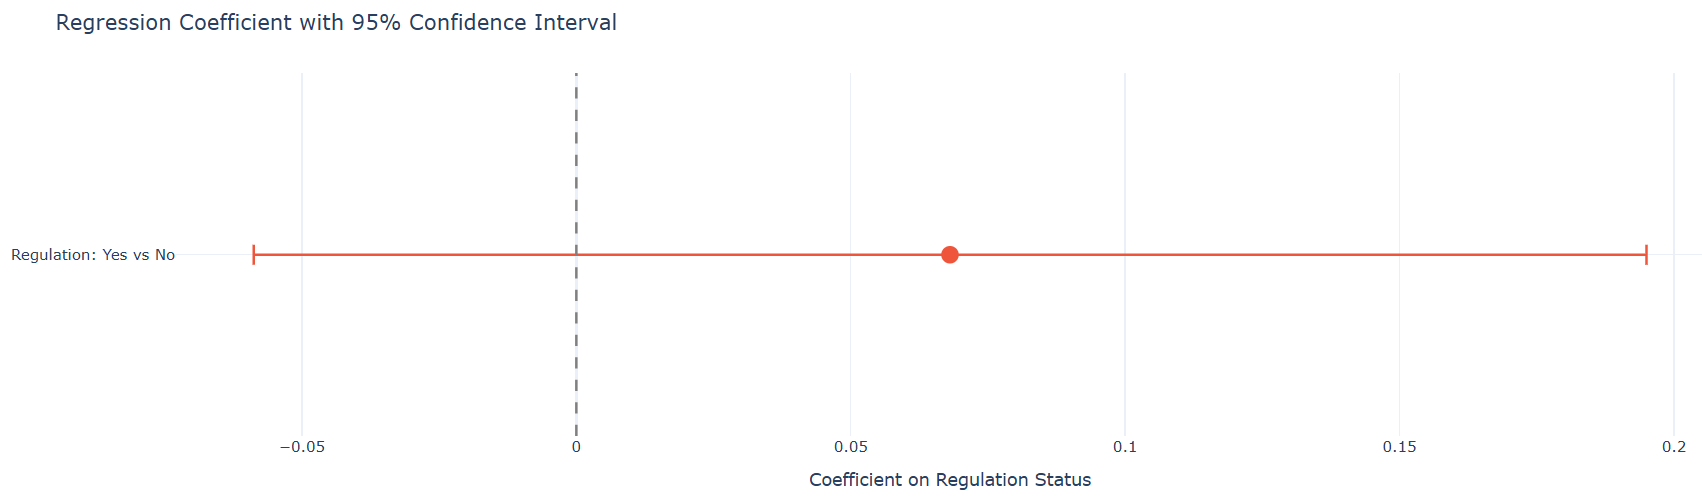 Regression Coefficient with 95% Confidence Interval
Regulation: Yes vs No
−0.05 0 0.05 0.1 0.15 0.2
Coefficient on Regulation Status